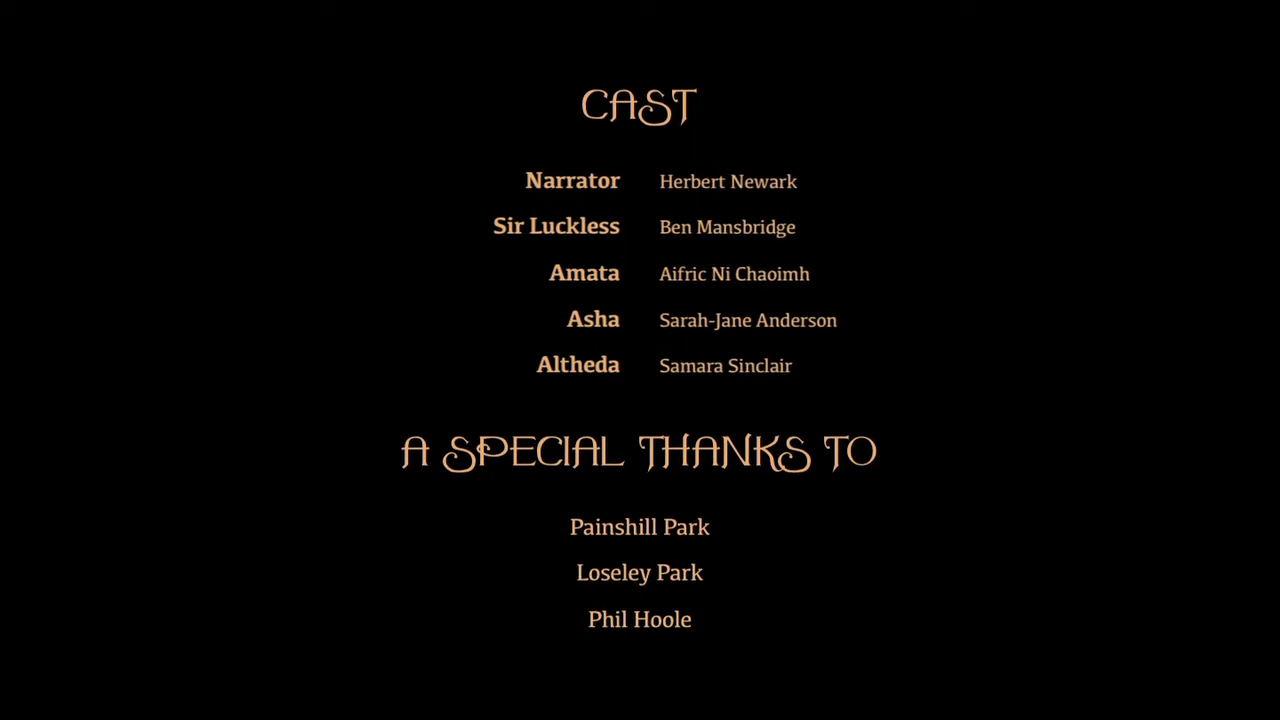 CAST
Narrator Herbert Newark
Sir Luckless Ben Mansbridge
Amata Aifric Ni Chaoimh
Asha Sarah-Jane Anderson
Altheda Samara Sinclair
A SPECIAL THANKS TO
Painshill Park
Loseley Park
Phil Hoole